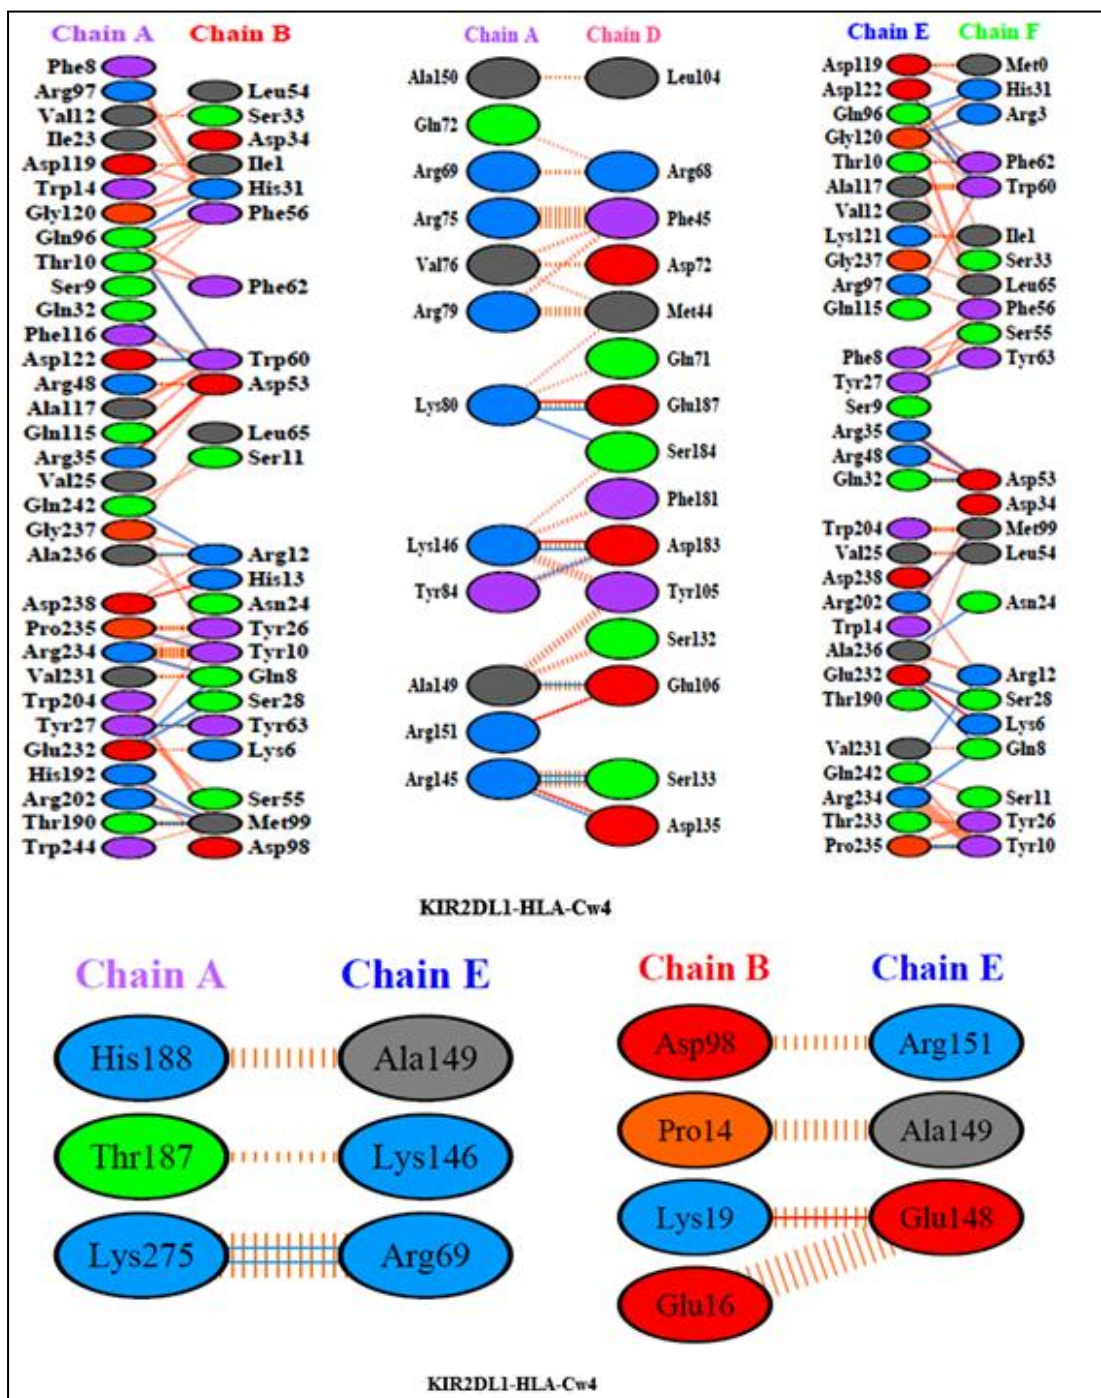 Chain A Chain B
Phe8
Arg97
Val12
Ile23
Asp119
Trp14
Gly120
Gln96
Thr10
Ser9
Gln32
Phe116
Asp122
Arg48
Ala117
Gln115
Arg35
Val25
Gln242
Gly237
Ala236
Asp238
Pro235
Arg234
Val231
Trp204
Tyr27
Glu232
His192
Arg202
Thr190
Trp244
Leu54
Ser33
Asp34
Ile1
His31
Phe56
Phe62
Trp60
Asp53
Leu65
Ser11
Arg12
His13
Asn24
Tyr26
Tyr10
Gln8
Ser28
Tyr63
Lys6
Ser55
Met99
Asp98
Chain A Chain D
Ala150
Gln72
Arg69
Arg75
Val76
Arg79
Lys80
Lys146
Tyr84
Ala149
Arg151
Arg145
Leu104
Arg68
Phe45
Asp72
Met44
Gln71
Glu187
Ser184
Phe181
Asp183
Tyr105
Ser132
Glu106
Ser133
Asp135
Chain E Chain F
Asp119
Asp122
Gln96
Gly120
Thr10
Ala117
Val12
Lys121
Gly237
Arg97
Gln115
Phe8
Tyr27
Ser9
Arg35
Arg48
Gln32
Trp204
Val25
Asp238
Arg202
Trp14
Ala236
Glu232
Thr190
Val231
Gln242
Arg234
Thr233
Pro235
Met0
His31
Arg3
Phe62
Trp60
Ile1
Ser33
Leu65
Phe56
Ser55
Tyr63
Asp53
Asp34
Met99
Leu54
Asn24
Arg12
Ser28
Lys6
Gln8
Ser11
Tyr26
Tyr10
KIR2DL1-HLA-Cw4
Chain A Chain E
His188 Ala149
Thr187 Lys146
Lys275 Arg69
Chain B Chain E
Asp98 Arg151
Pro14 Ala149
Lys19 Glu148
Glu16
KIR2DL1-HLA-Cw4